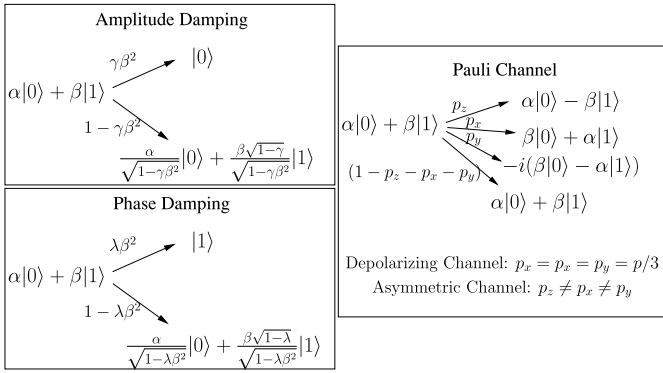 Amplitude Damping
γβ² |0⟩
α|0⟩ + β|1⟩
1 − γβ²
α/√(1−γβ²) |0⟩ + β√(1−γ)/√(1−γβ²) |1⟩
Phase Damping
λβ² |1⟩
α|0⟩ + β|1⟩
1 − λβ²
α/√(1−λβ²) |0⟩ + β√(1−λ)/√(1−λβ²) |1⟩
Pauli Channel
p_z α|0⟩ − β|1⟩
α|0⟩ + β|1⟩
p_x β|0⟩ + α|1⟩
p_y −i(β|0⟩ − α|1⟩)
(1 − p_z − p_x − p_y)
α|0⟩ + β|1⟩
Depolarizing Channel: p_x = p_x = p_y = p/3
Asymmetric Channel: p_z ≠ p_x ≠ p_y